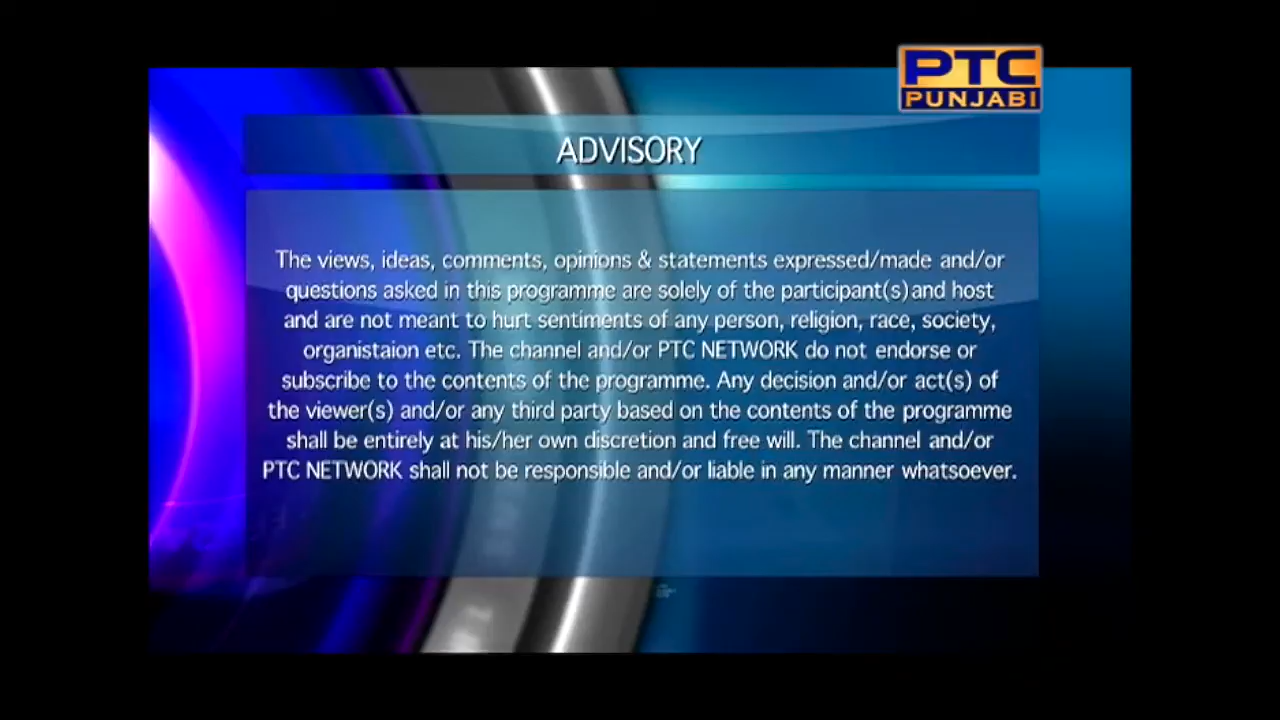 PTC
PUNJABI
ADVISORY
The views, ideas, comments, opinions & statements expressed/made and/or
questions asked in this programme are solely of the participant(s)and host
and are not meant to hurt sentiments of any person, religion, race, society,
organistaion etc. The channel and/or PTC NETWORK do not endorse or
subscribe to the contents of the programme. Any decision and/or act(s) of
the viewer(s) and/or any third party based on the contents of the programme
shall be entirely at his/her own discretion and free will. The channel and/or
PTC NETWORK shall not be responsible and/or liable in any manner whatsoever.